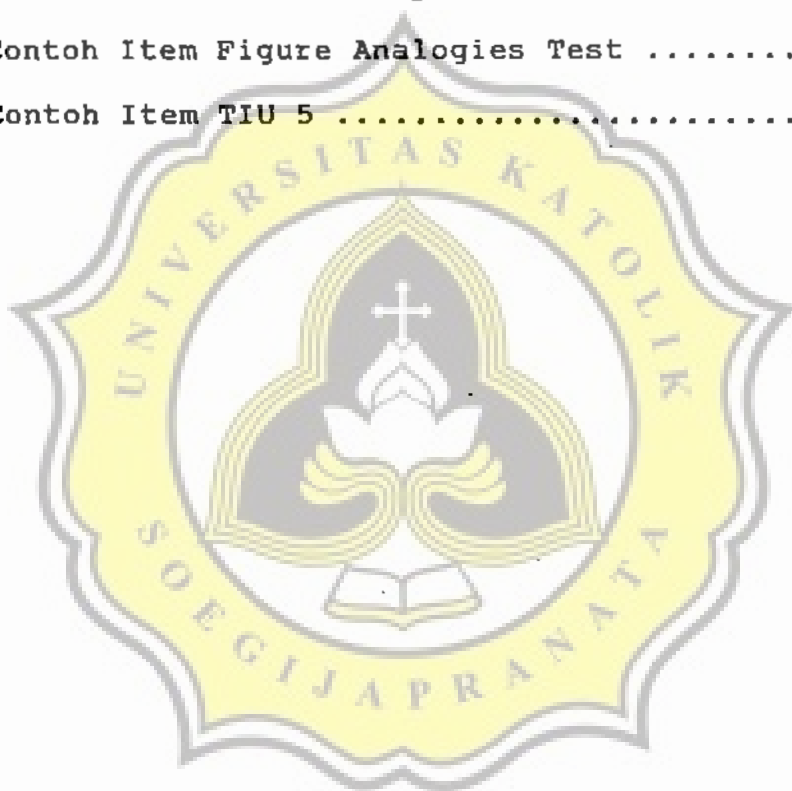 Contoh Item Figure Analogies Test ........
Contoh Item TIU 5 ........................
UNIVERSITAS KATOLIK
SOEGIJAPRANATA